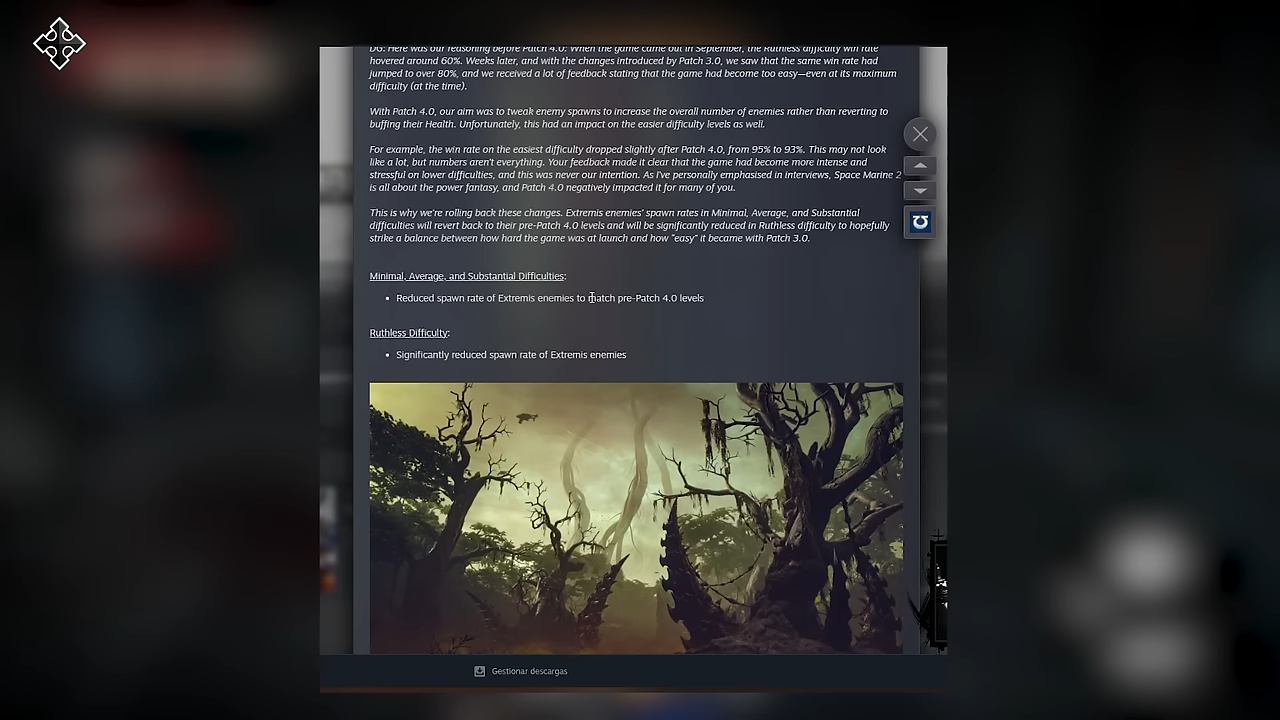 DG: Here was our reasoning before Patch 4.0: When the game came out in September, the Ruthless difficulty win rate
hovered around 60%. Weeks later, and with the changes introduced by Patch 3.0, we saw that the same win rate had
jumped to over 80%, and we received a lot of feedback stating that the game had become too easy—even at its maximum
difficulty (at the time).
With Patch 4.0, our aim was to tweak enemy spawns to increase the overall number of enemies rather than reverting to
buffing their Health. Unfortunately, this had an impact on the easier difficulty levels as well.
For example, the win rate on the easiest difficulty dropped slightly after Patch 4.0, from 95% to 93%. This may not look
like a lot, but numbers aren't everything. Your feedback made it clear that the game had become more intense and
stressful on lower difficulties, and this was never our intention. As I've personally emphasised in interviews, Space Marine 2
is all about the power fantasy, and Patch 4.0 negatively impacted it for many of you.
This is why we're rolling back these changes. Extremis enemies' spawn rates in Minimal, Average, and Substantial
difficulties will revert back to their pre-Patch 4.0 levels and will be significantly reduced in Ruthless difficulty to hopefully
strike a balance between how hard the game was at launch and how "easy" it became with Patch 3.0.
Minimal, Average, and Substantial Difficulties:
• Reduced spawn rate of Extremis enemies to match pre-Patch 4.0 levels
Ruthless Difficulty:
• Significantly reduced spawn rate of Extremis enemies
Gestionar descargas